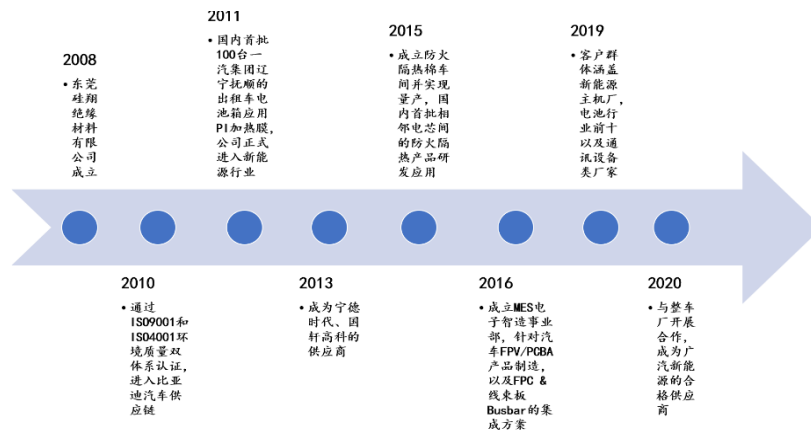 2008
• 东莞
硅翔
绝缘
材料
有限
公司
成立
2010
• 通过
ISO9001和
ISO4001环
境质量双
体系认证,
进入比亚
迪汽车供
应链
2011
• 国内首批
100台一
汽集团辽
宁抚顺的
出租车电
池箱应用
PI加热膜,
公司正式
进入新能
源行业
2013
• 成为宁德
时代、国
轩高科的
供应商
2015
• 成立防火
隔热棉车
间并实现
量产, 国
内首批相
邻电芯间
的防火隔
热产品研
发应用
2016
• 成立MES电
子智造事业
部, 针对汽
车FPV/PCBA
产品制造,
以及FPC &
线束板
Busbar的集
成方案
2019
• 客户群
体涵盖
新能源
主机厂,
电池行
业前十
以及通
讯设备
类厂家
2020
• 与整车
厂开展
合作,
成为广
汽新能
源的合
格供应
商